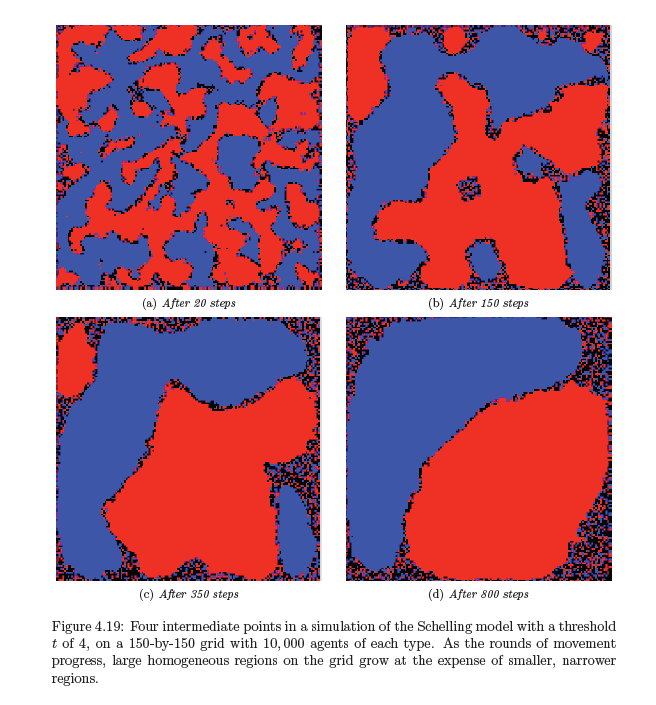 (a) After 20 steps
(b) After 150 steps
(c) After 350 steps
(d) After 800 steps
Figure 4.19: Four intermediate points in a simulation of the Schelling model with a threshold
t of 4, on a 150-by-150 grid with 10,000 agents of each type. As the rounds of movement
progress, large homogeneous regions on the grid grow at the expense of smaller, narrower
regions.